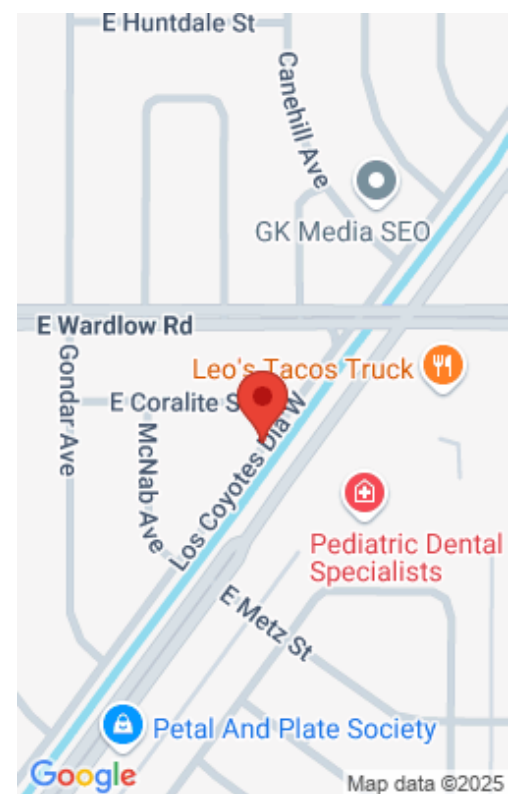 E Huntdale St
Canehill Ave
GK Media SEO
E Wardlow Rd
Leo's Tacos Truck
E Coralite S
Gondar Ave
McNab Ave
Los Coyotes Dia W
Pediatric Dental
Specialists
E Metz St
Petal And Plate Society
Google
Map data ©2025